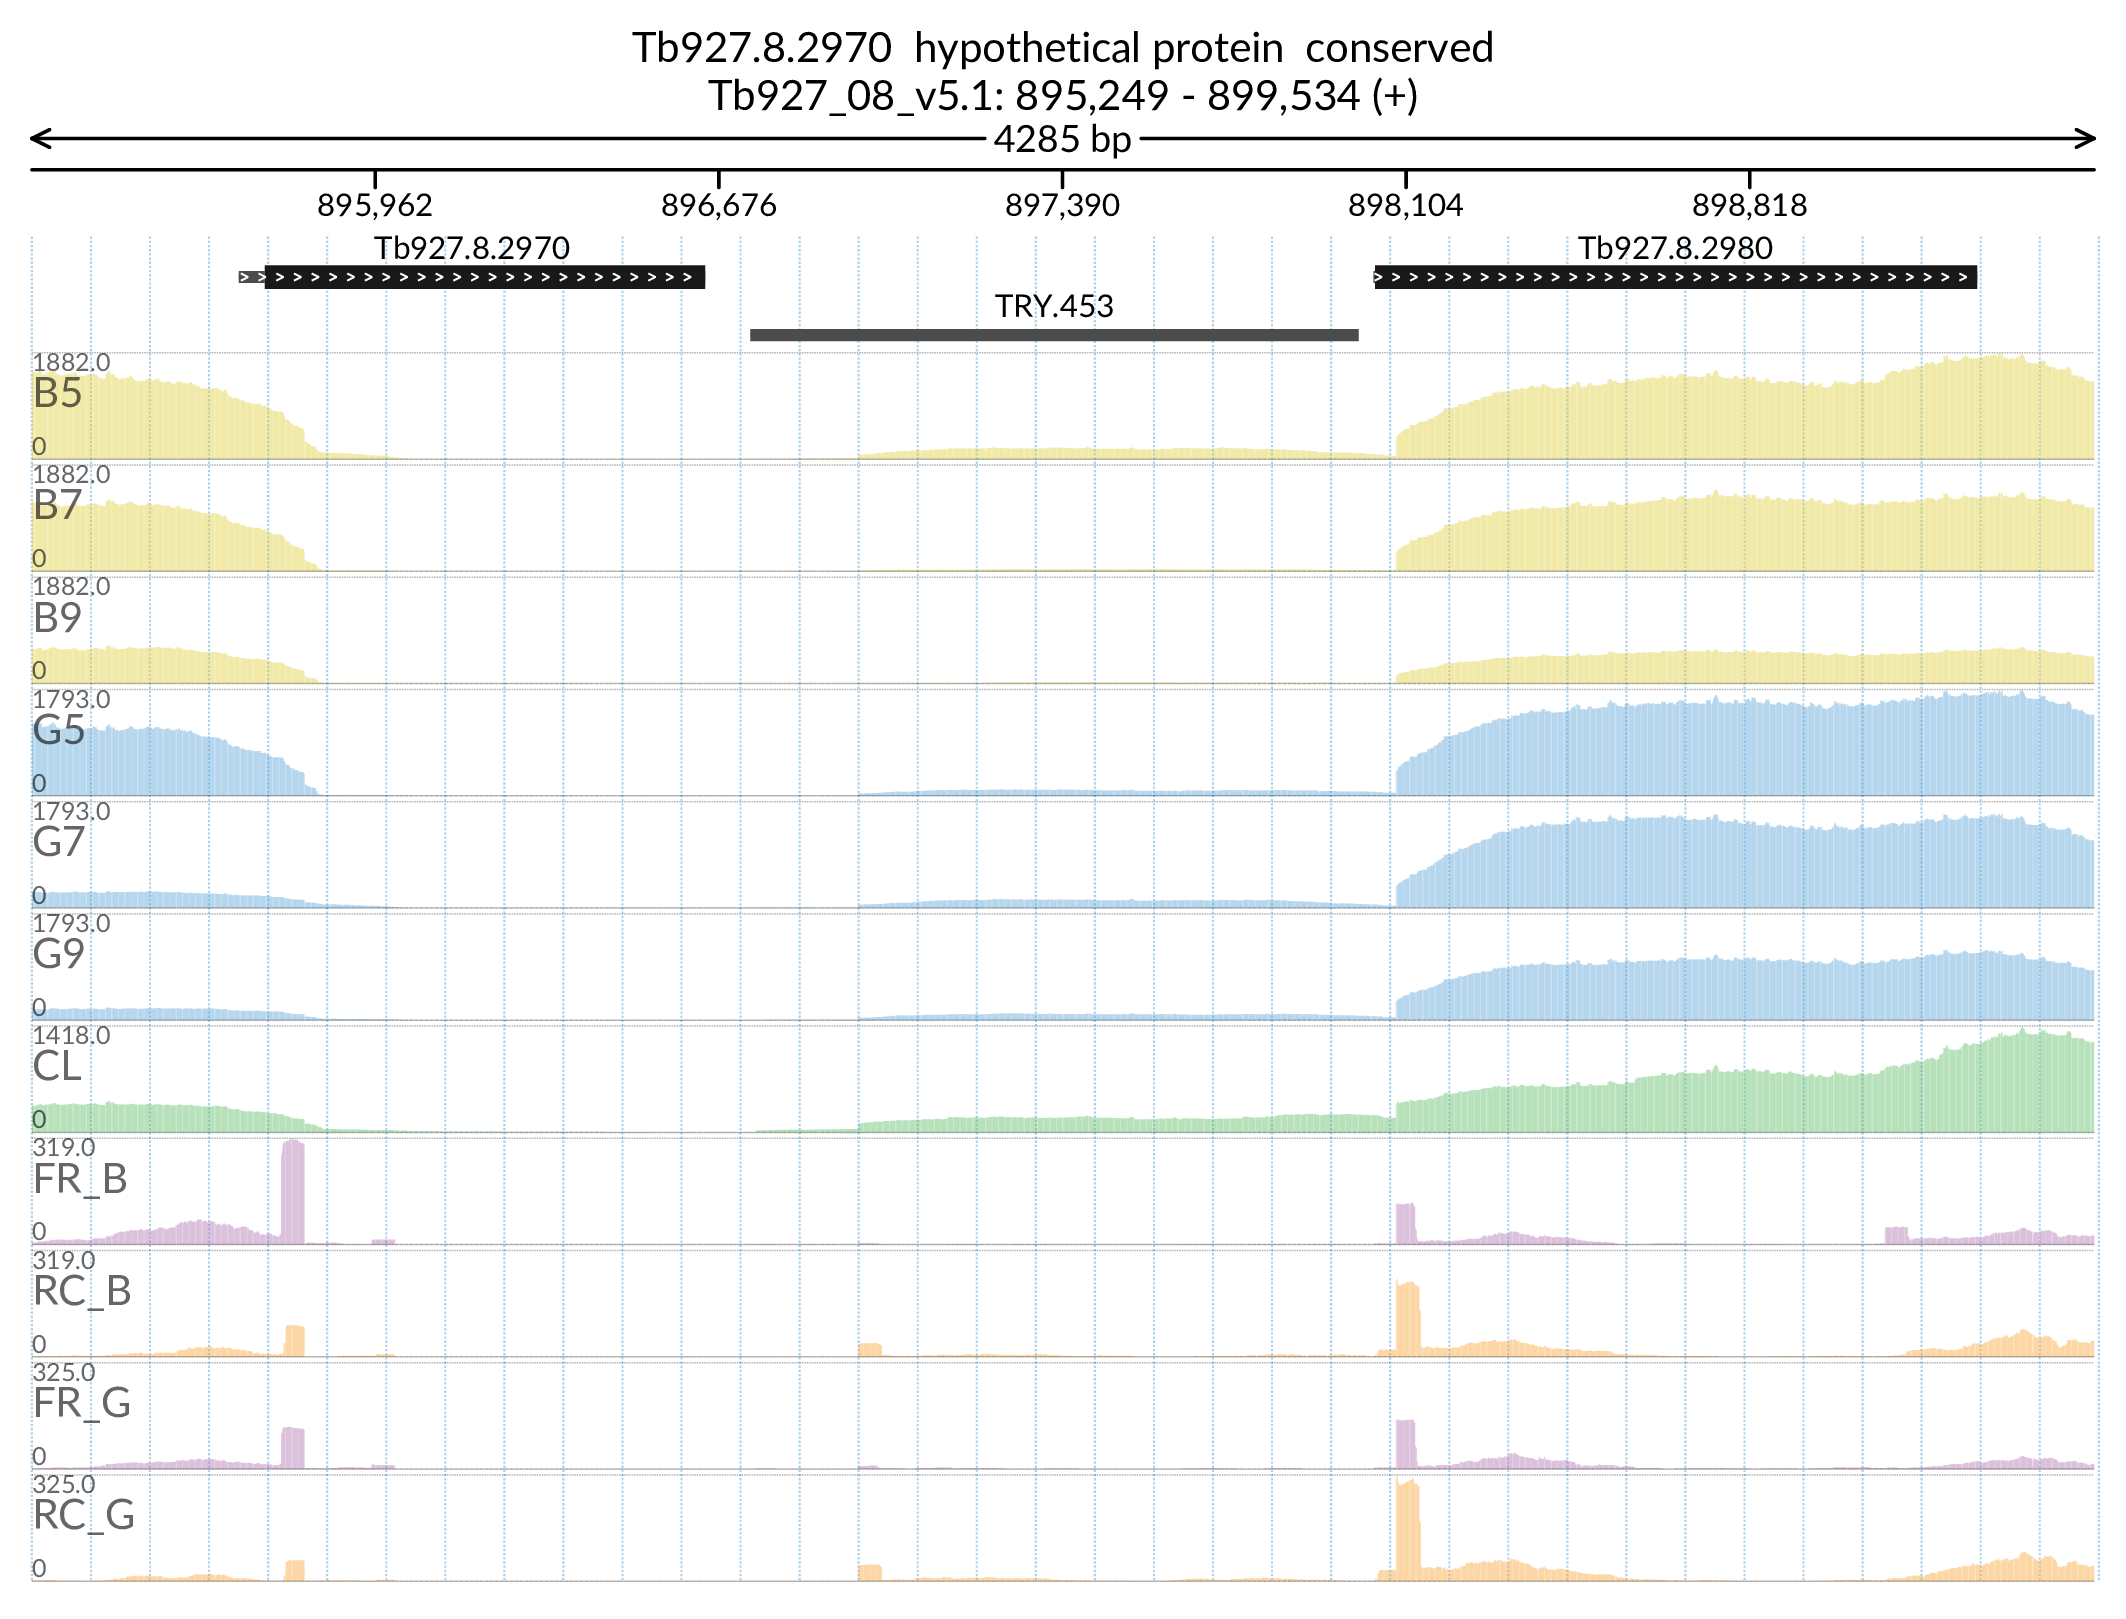 Tb927.8.2970  hypothetical protein  conserved
Tb927_08_v5.1: 895,249 - 899,534 (+)
4285 bp
895,962 896,676 897,390 898,104 898,818
Tb927.8.2970 Tb927.8.2980
TRY.453
1882.0
B5
0
1882.0
B7
0
1882.0
B9
0
1793.0
G5
0
1793.0
G7
0
1793.0
G9
0
1418.0
CL
0
319.0
FR_B
0
319.0
RC_B
0
325.0
FR_G
0
325.0
RC_G
0